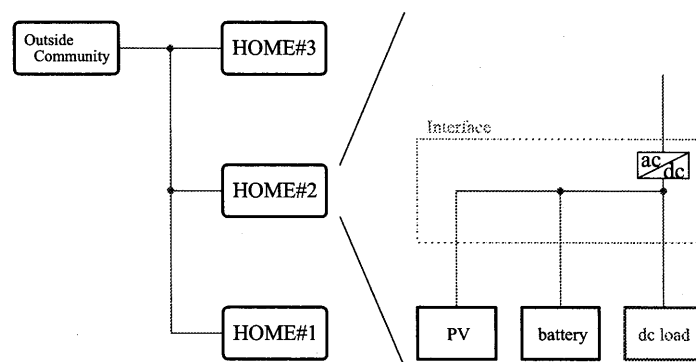 Outside
Community
HOME#3
HOME#2
HOME#1
Interface
ac
dc
PV
battery
dc load